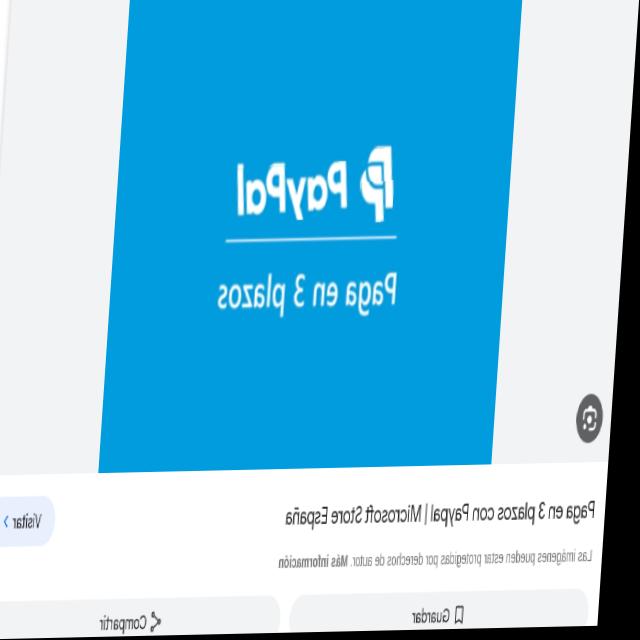 PayPal
Paga en 3 plazos
Paga en 3 plazos con Paypal | Microsoft Store España
Visitar
Las imágenes pueden estar protegidas por derechos de autor. Más información
Guardar
Compartir